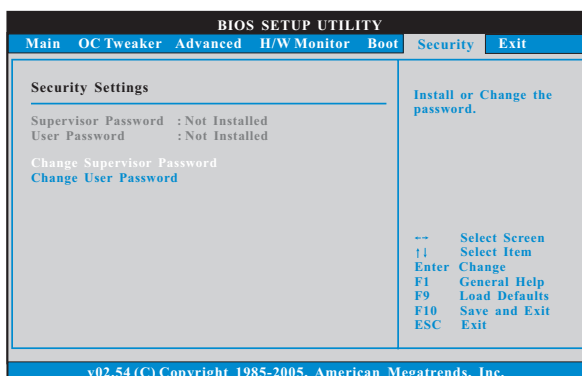 BIOS SETUP UTILITY
Main OC Tweaker Advanced H/W Monitor Boot Security Exit
Security Settings
Supervisor Password : Not Installed
User Password : Not Installed
Change Supervisor Password
Change User Password
Install or Change the
password.
←→ Select Screen
↑↓ Select Item
Enter Change
F1 General Help
F9 Load Defaults
F10 Save and Exit
ESC Exit
v02.54 (C) Copyright 1985-2005, American Megatrends, Inc.